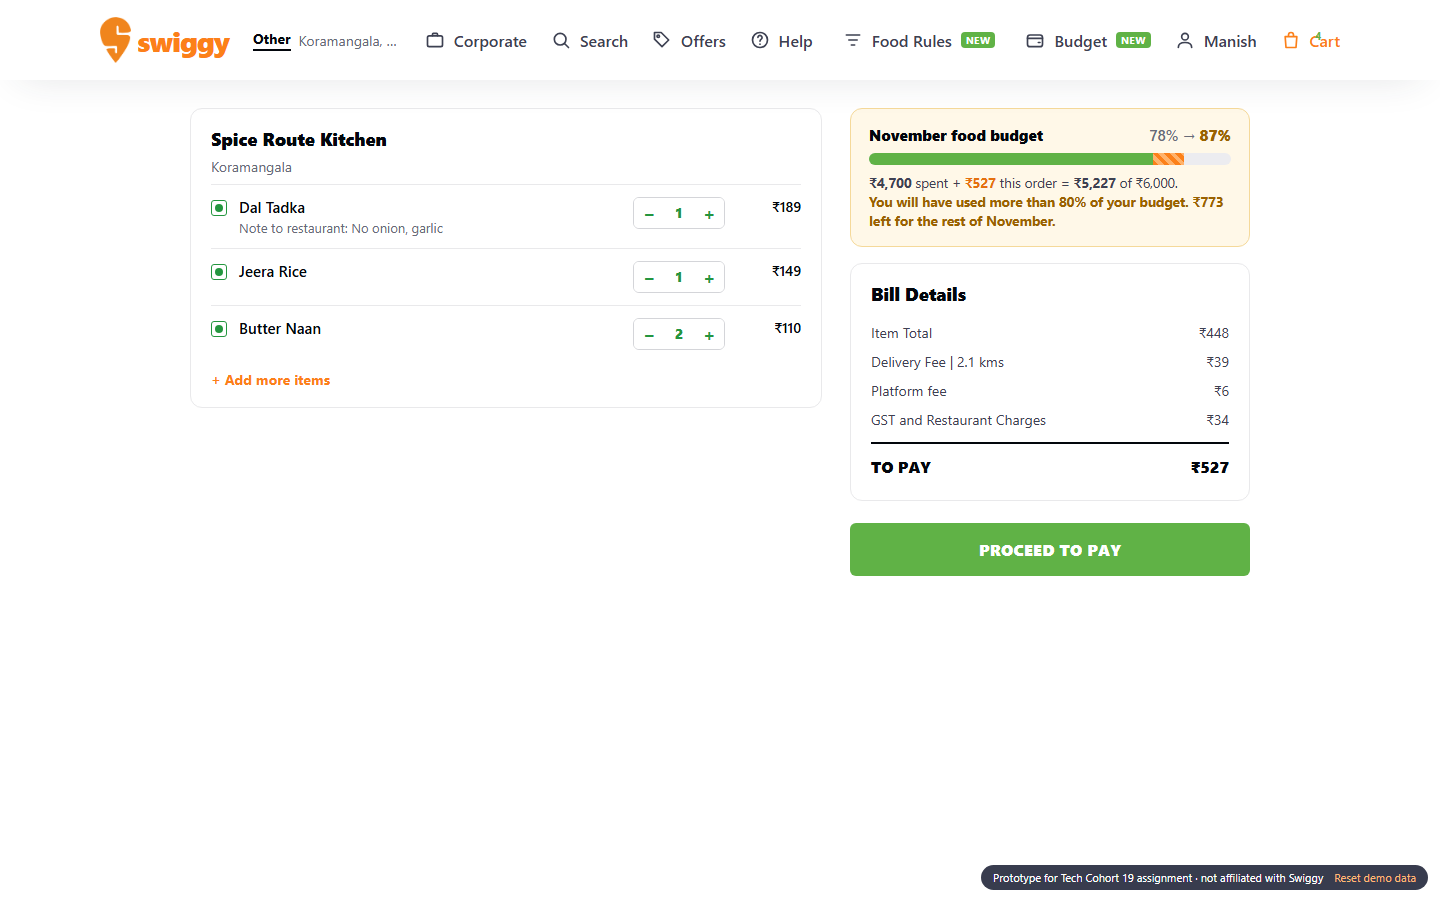 swiggy
Other Koramangala, ...
Corporate
Search
Offers
Help
Food Rules NEW
Budget NEW
Manish
Cart
4
Spice Route Kitchen
Koramangala
Dal Tadka − 1 + ₹189
Note to restaurant: No onion, garlic
Jeera Rice − 1 + ₹149
Butter Naan − 2 + ₹110
+ Add more items
November food budget 78% → 87%
₹4,700 spent + ₹527 this order = ₹5,227 of ₹6,000.
You will have used more than 80% of your budget. ₹773
left for the rest of November.
Bill Details
Item Total ₹448
Delivery Fee | 2.1 kms ₹39
Platform fee ₹6
GST and Restaurant Charges ₹34
TO PAY ₹527
PROCEED TO PAY
Prototype for Tech Cohort 19 assignment · not affiliated with Swiggy Reset demo data